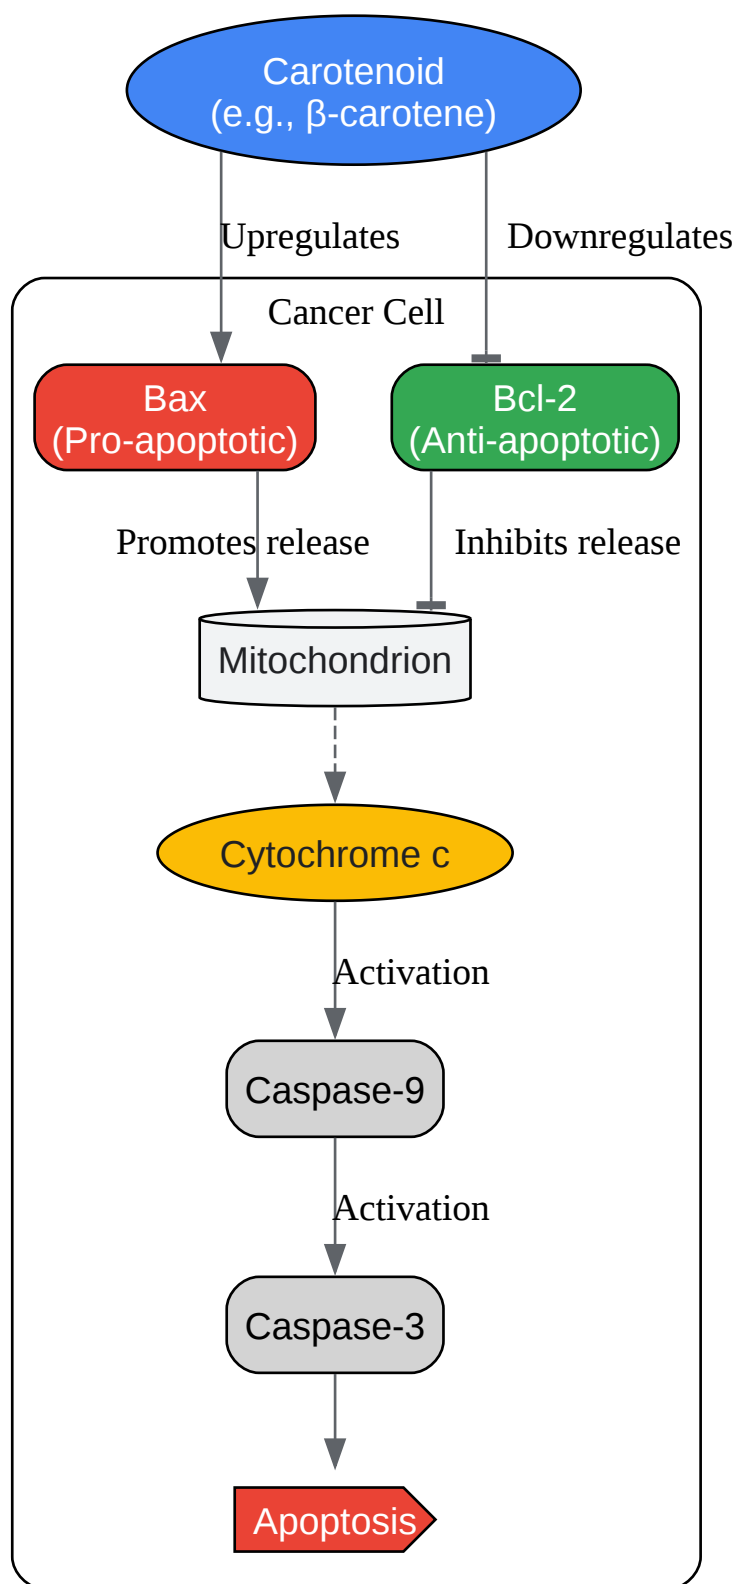 Carotenoid
(e.g., β-carotene)
Upregulates
Downregulates
Cancer Cell
Bax
(Pro-apoptotic)
Bcl-2
(Anti-apoptotic)
Promotes release
Inhibits release
Mitochondrion
Cytochrome c
Activation
Caspase-9
Activation
Caspase-3
Apoptosis